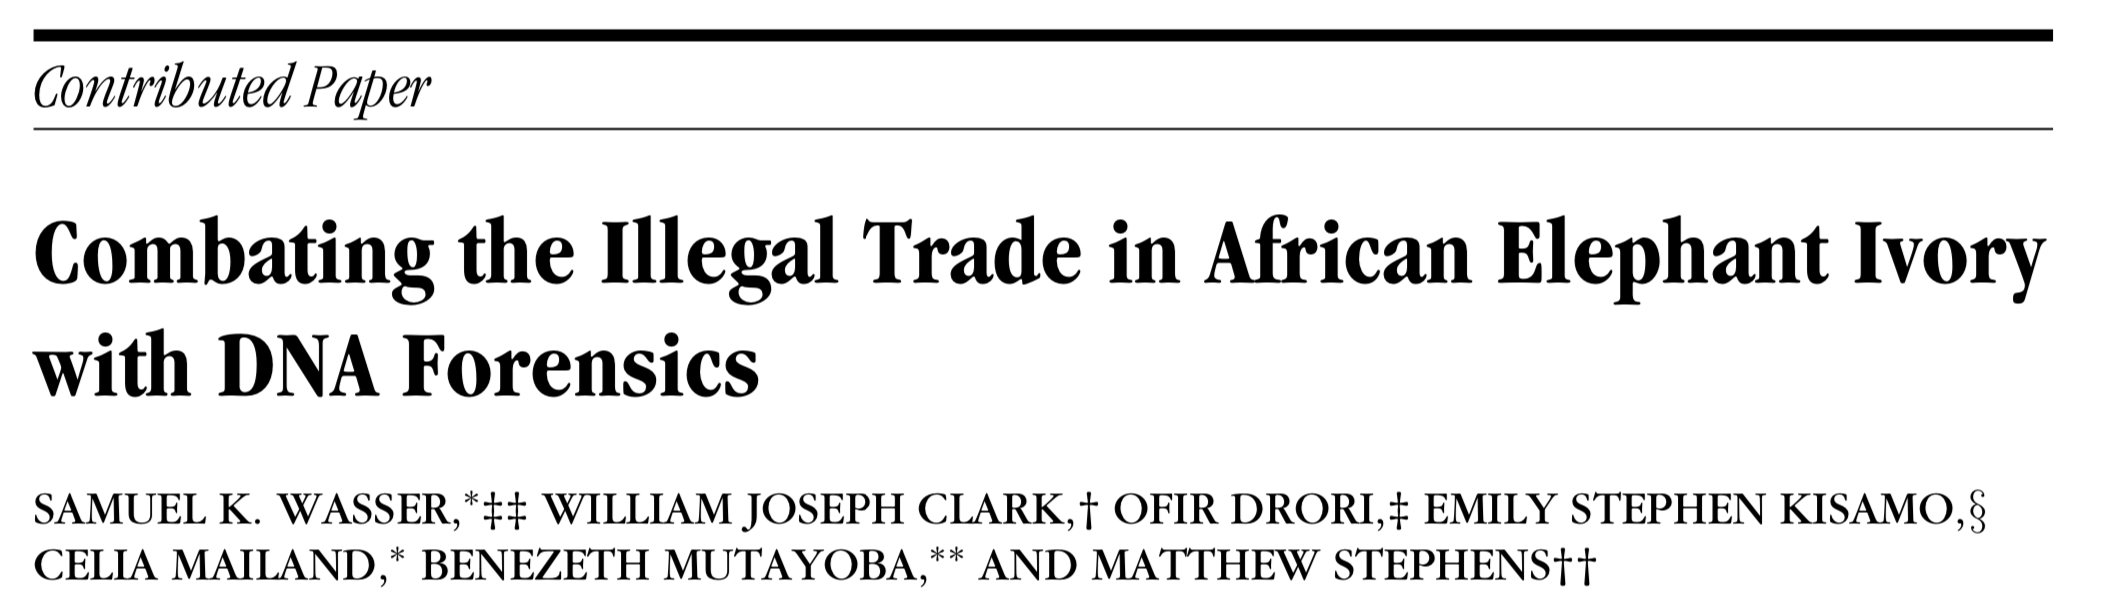 Contributed Paper
Combating the Illegal Trade in African Elephant Ivory
with DNA Forensics
SAMUEL K. WASSER,*‡‡ WILLIAM JOSEPH CLARK,† OFIR DRORI,‡ EMILY STEPHEN KISAMO,§
CELIA MAILAND,* BENEZETH MUTAYOBA,** AND MATTHEW STEPHENS††